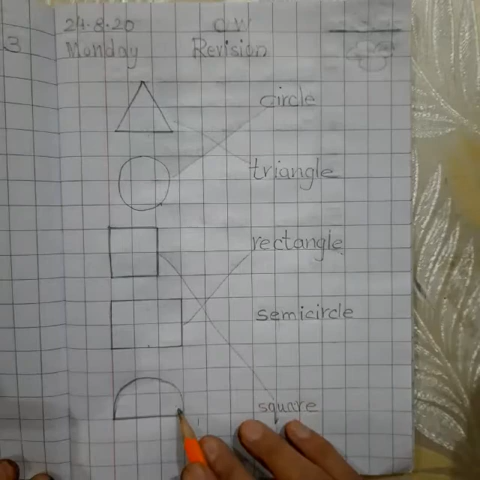 24.8.20 C.W
Monday Revision
3
circle
triangle
rectangle
semicircle
square